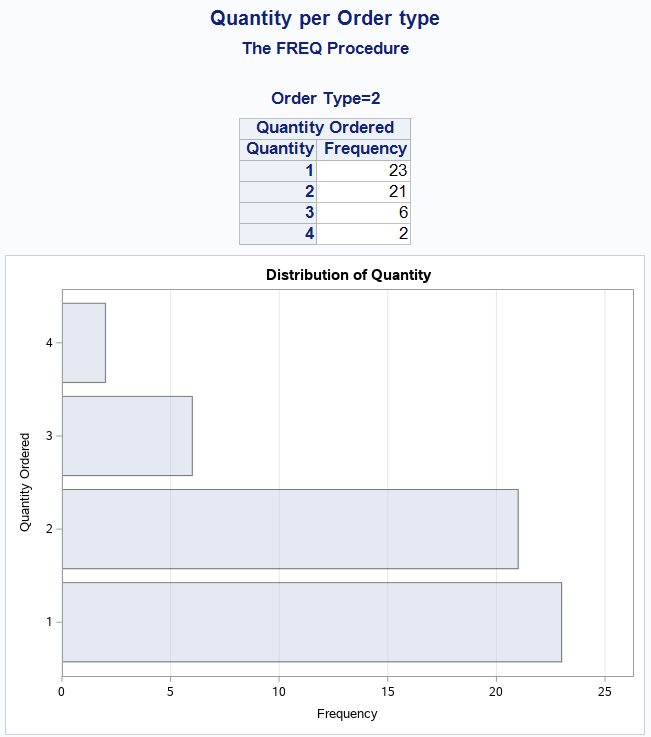 Quantity per Order type
The FREQ Procedure
Order Type=2
Quantity Ordered
Quantity Frequency
1 23
2 21
3 6
4 2
Distribution of Quantity
4
3
2
1
Quantity Ordered
0 5 10 15 20 25
Frequency